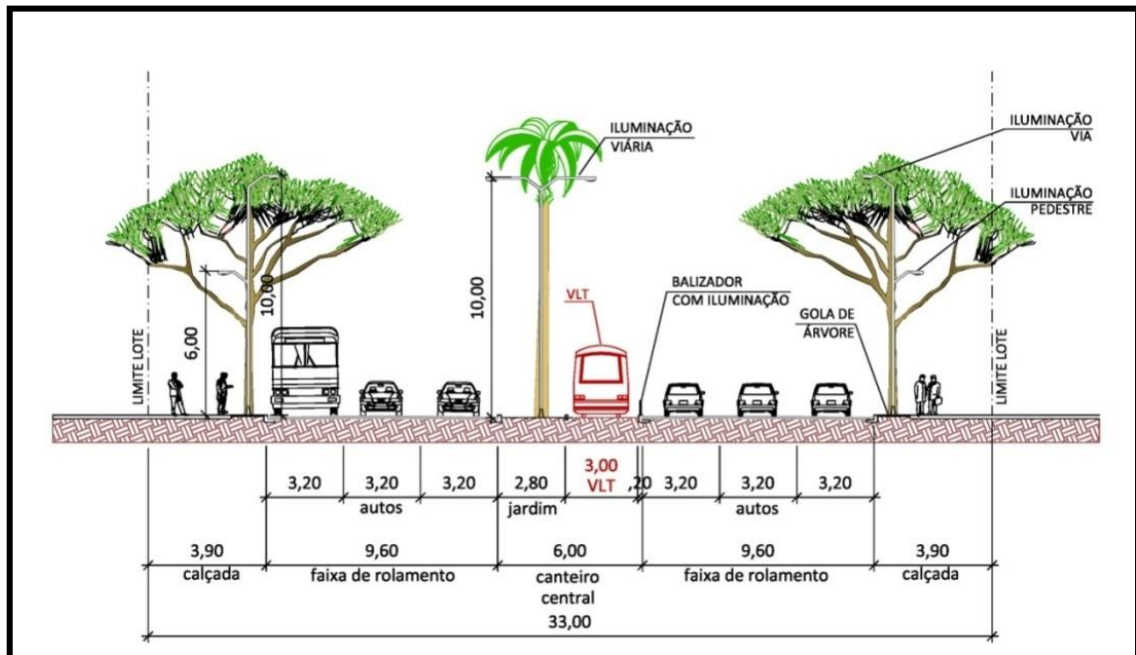 ILUMINAÇÃO
VIÁRIA
ILUMINAÇÃO
VIA
ILUMINAÇÃO
PEDESTRE
10,00
6,00
10,00
VLT
BALIZADOR
COM ILUMINAÇÃO
GOLA DE
ÁRVORE
LIMITE LOTE
LIMITE LOTE
3,20 3,20 3,20 2,80 3,00 ,20 3,20 3,20 3,20
VLT
autos jardim autos
3,90 9,60 6,00 9,60 3,90
calçada faixa de rolamento canteiro faixa de rolamento calçada
central
33,00